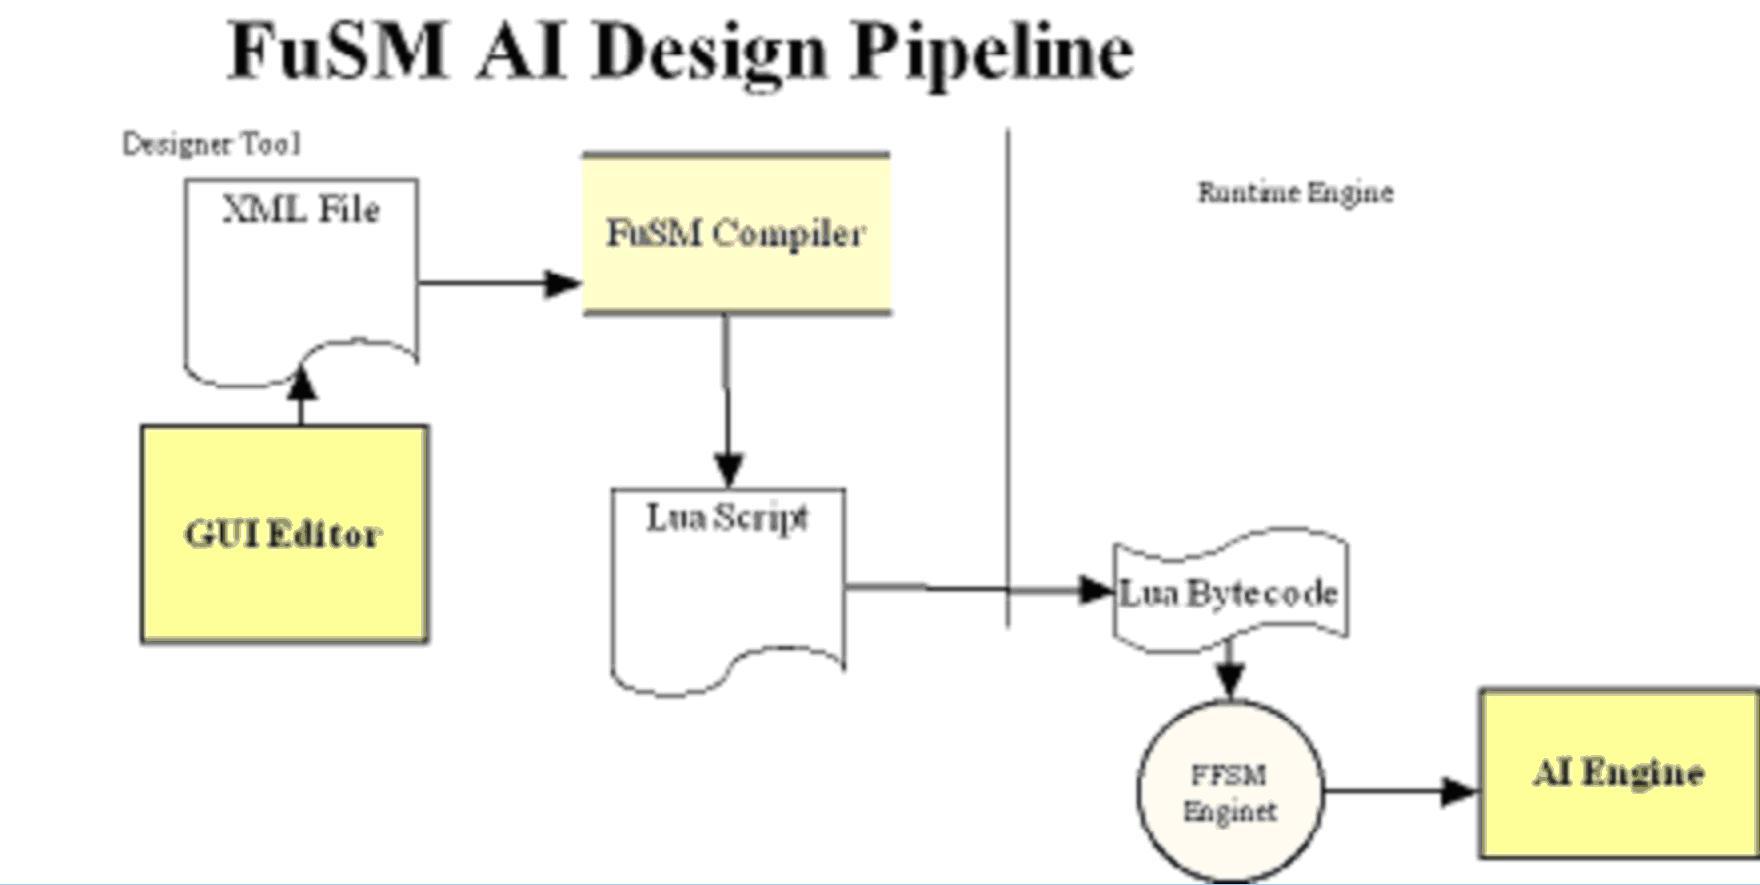 FuSM AI Design Pipeline
Designer Tool
XML File
FuSM Compiler
Runtime Engine
GUI Editor
Lua Script
Lua Bytecode
FFSM
Enginet
AI Engine